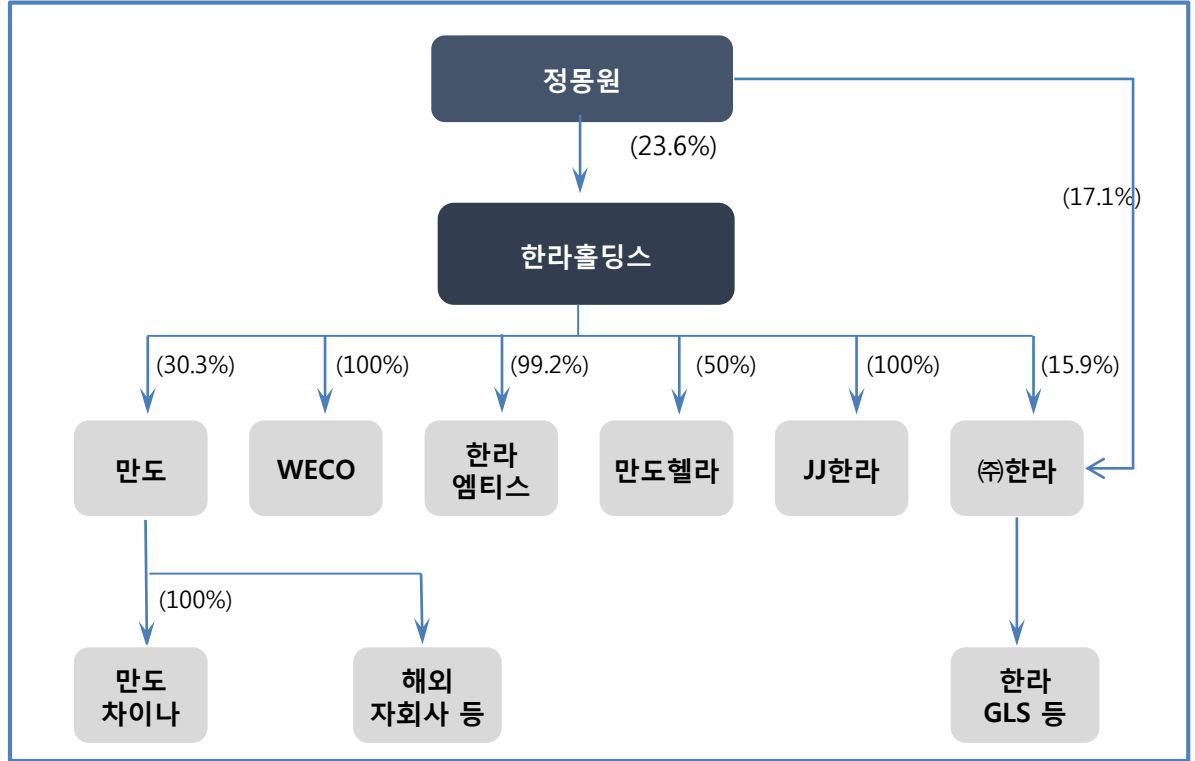 정몽원
(23.6%)
(17.1%)
한라홀딩스
(30.3%)
(100%)
(99.2%)
(50%)
(100%)
(15.9%)
만도
WECO
한라
엠티스
만도헬라
JJ한라
㈜한라
(100%)
만도
차이나
해외
자회사 등
한라
GLS 등